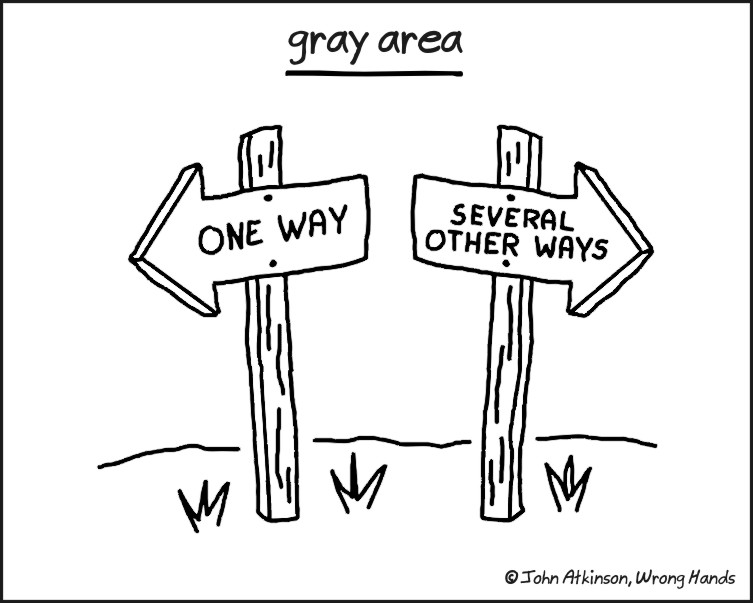 gray area
ONE WAY
SEVERAL
OTHER WAYS
© John Atkinson, Wrong Hands